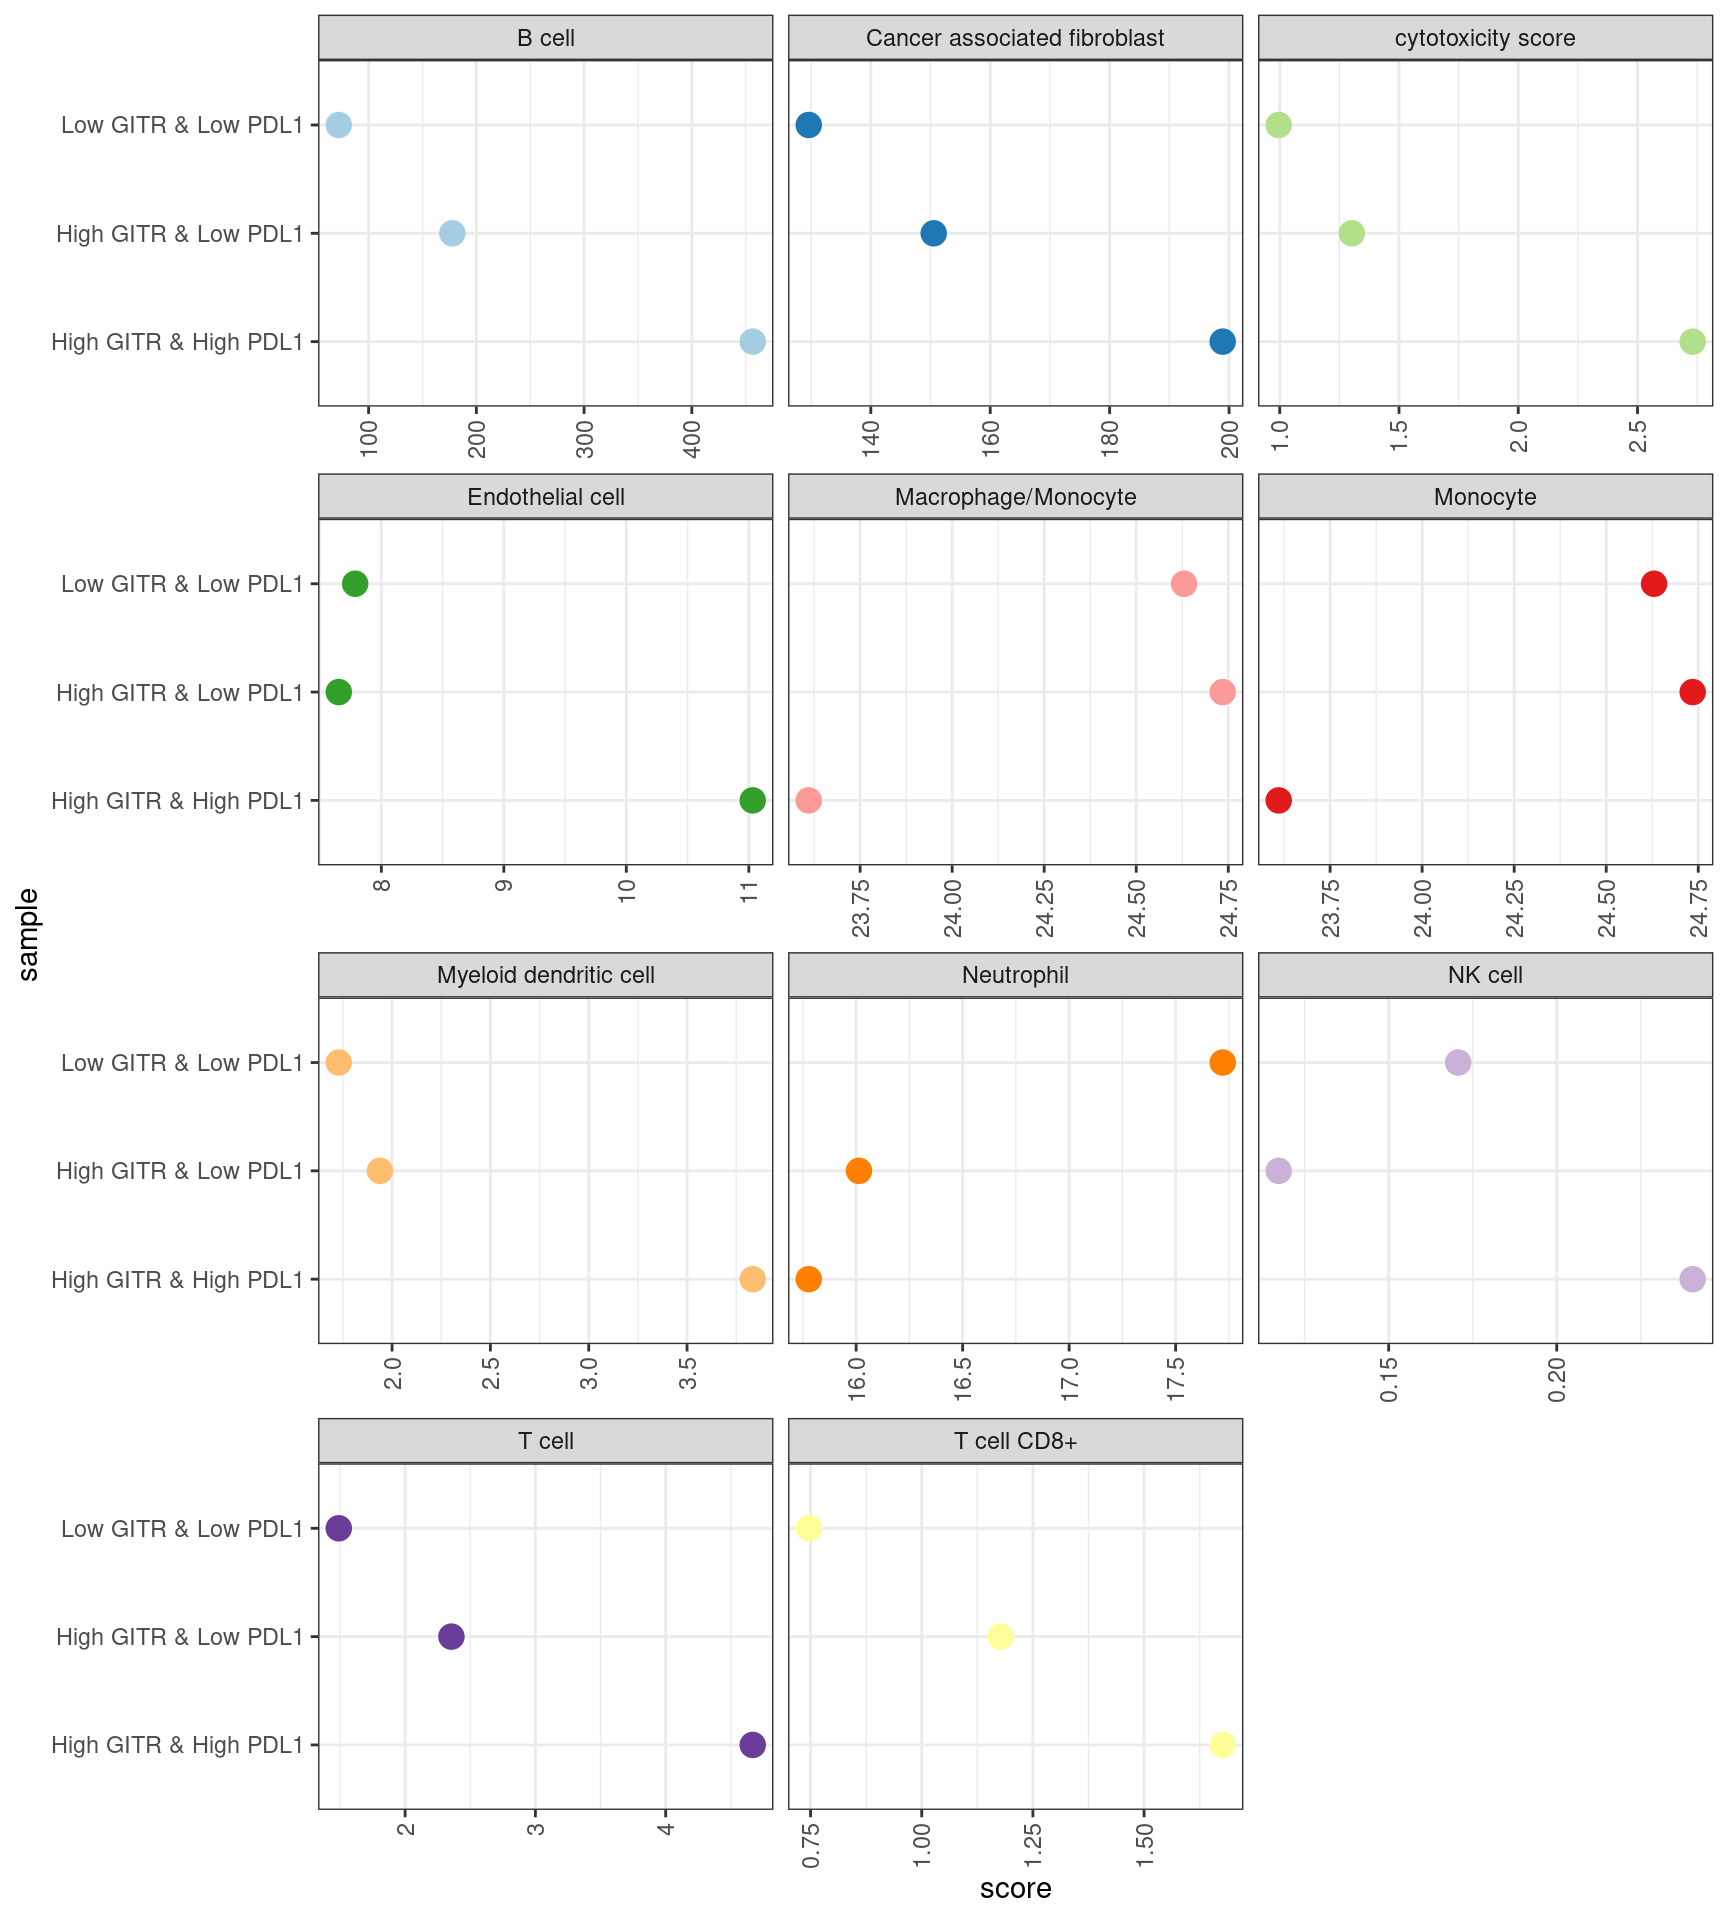 B cell
Cancer associated fibroblast
cytotoxicity score
Low GITR & Low PDL1
High GITR & Low PDL1
High GITR & High PDL1
100 200 300 400
140 160 180 200
1.0 1.5 2.0 2.5
Endothelial cell
Macrophage/Monocyte
Monocyte
Low GITR & Low PDL1
High GITR & Low PDL1
High GITR & High PDL1
8 9 10 11
23.75 24.00 24.25 24.50 24.75
23.75 24.00 24.25 24.50 24.75
sample
Myeloid dendritic cell
Neutrophil
NK cell
Low GITR & Low PDL1
High GITR & Low PDL1
High GITR & High PDL1
2.0 2.5 3.0 3.5
16.0 16.5 17.0 17.5
0.15 0.20
T cell
T cell CD8+
Low GITR & Low PDL1
High GITR & Low PDL1
High GITR & High PDL1
2 3 4
0.75 1.00 1.25 1.50
score